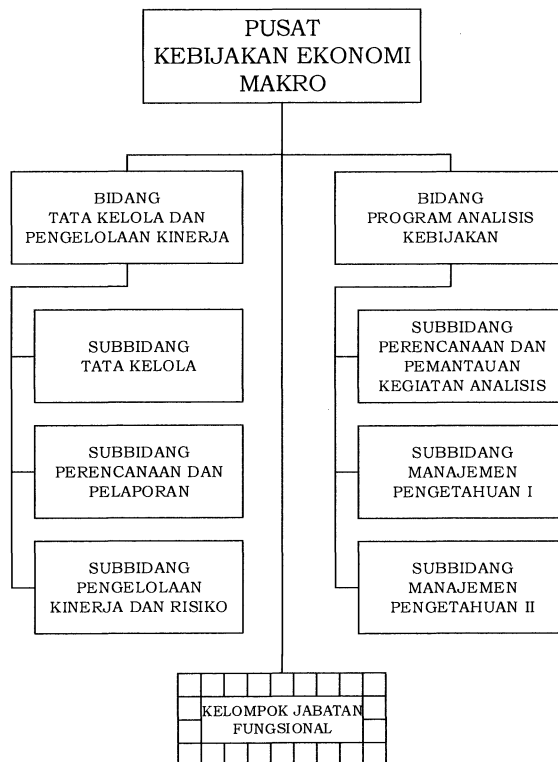 PUSAT
KEBIJAKAN EKONOMI
MAKRO
BIDANG
TATA KELOLA DAN
PENGELOLAAN KINERJA
BIDANG
PROGRAM ANALISIS
KEBIJAKAN
SUBBIDANG
TATA KELOLA
SUBBIDANG
PERENCANAAN DAN
PEMANTAUAN
KEGIATAN ANALISIS
SUBBIDANG
PERENCANAAN DAN
PELAPORAN
SUBBIDANG
MANAJEMEN
PENGETAHUAN I
SUBBIDANG
PENGELOLAAN
KINERJA DAN RISIKO
SUBBIDANG
MANAJEMEN
PENGETAHUAN II
KELOMPOK JABATAN
FUNGSIONAL